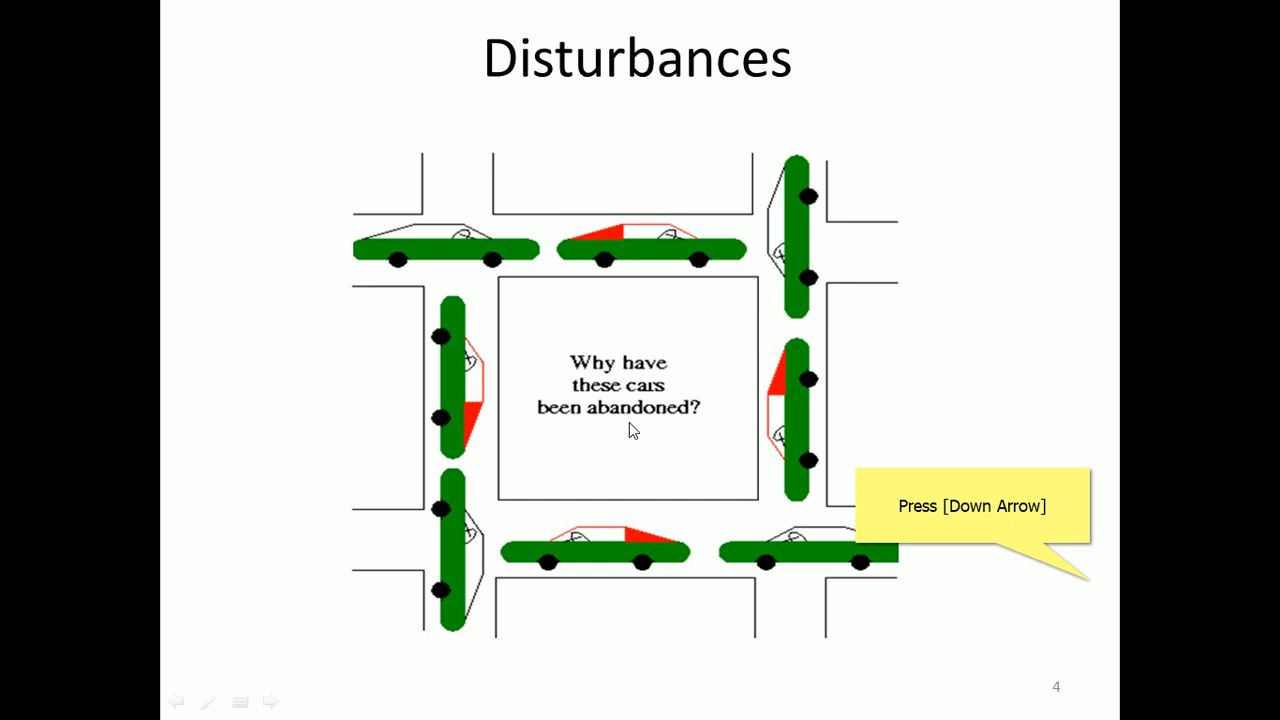 Disturbances
Why have
these cars
been abandoned?
Press [Down Arrow]
4